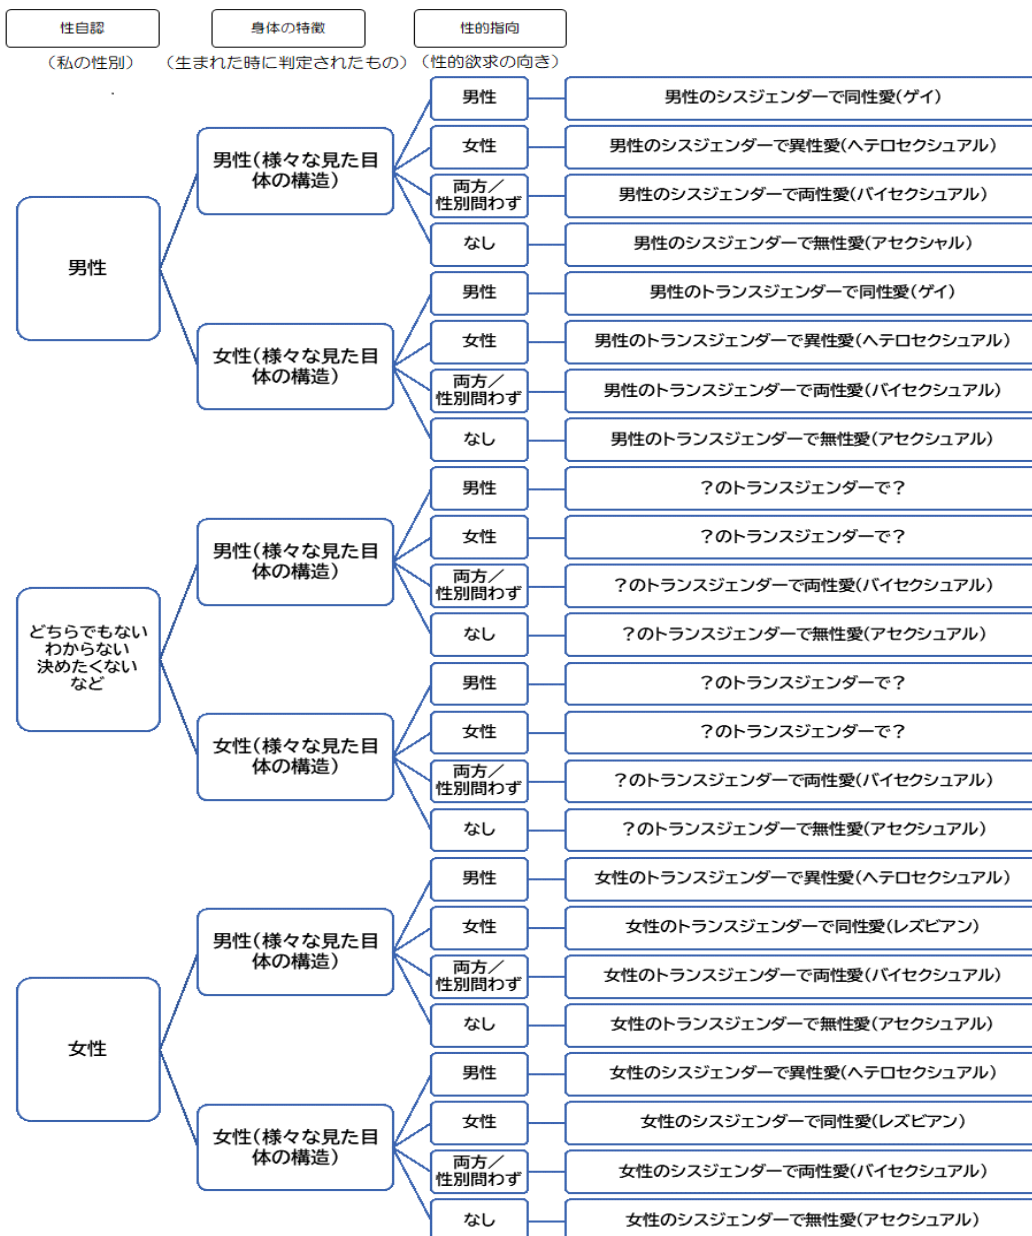 性自認
身体の特徴
性的指向
（私の性別）
（生まれた時に判定されたもの）
（性的欲求の向き）
男性
男性（様々な見た目
体の構造）
男性
男性のシスジェンダーで同性愛（ゲイ）
女性
男性のシスジェンダーで異性愛（ヘテロセクシュアル）
両方／
性別問わず
男性のシスジェンダーで両性愛（バイセクシュアル）
なし
男性のシスジェンダーで無性愛（アセクシャル）
女性（様々な見た目
体の構造）
男性
男性のトランスジェンダーで同性愛（ゲイ）
女性
男性のトランスジェンダーで異性愛（ヘテロセクシュアル）
両方／
性別問わず
男性のトランスジェンダーで両性愛（バイセクシュアル）
なし
男性のトランスジェンダーで無性愛（アセクシュアル）
どちらでもない
わからない
決めたくない
など
男性（様々な見た目
体の構造）
男性
？のトランスジェンダーで？
女性
？のトランスジェンダーで？
両方／
性別問わず
？のトランスジェンダーで両性愛（バイセクシュアル）
なし
？のトランスジェンダーで無性愛（アセクシュアル）
女性（様々な見た目
体の構造）
男性
？のトランスジェンダーで？
女性
？のトランスジェンダーで？
両方／
性別問わず
？のトランスジェンダーで両性愛（バイセクシュアル）
なし
？のトランスジェンダーで無性愛（アセクシュアル）
女性
男性（様々な見た目
体の構造）
男性
女性のトランスジェンダーで異性愛（ヘテロセクシュアル）
女性
女性のトランスジェンダーで同性愛（レズビアン）
両方／
性別問わず
女性のトランスジェンダーで両性愛（バイセクシュアル）
なし
女性のトランスジェンダーで無性愛（アセクシュアル）
女性（様々な見た目
体の構造）
男性
女性のシスジェンダーで異性愛（ヘテロセクシュアル）
女性
女性のシスジェンダーで同性愛（レズビアン）
両方／
性別問わず
女性のシスジェンダーで両性愛（バイセクシュアル）
なし
女性のシスジェンダーで無性愛（アセクシュアル）